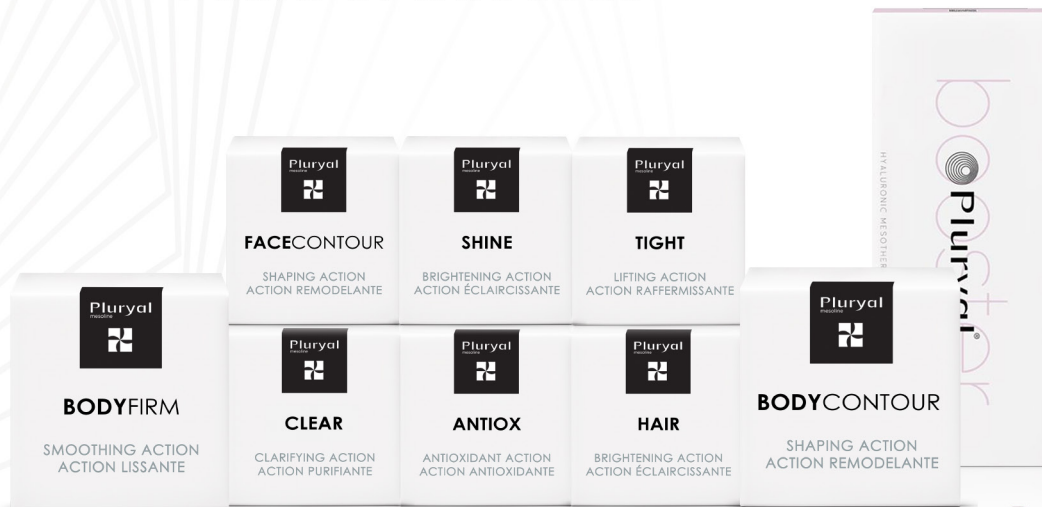 Pluryal
mesoline
FACECONTOUR
SHAPING ACTION
ACTION REMODELANTE
Pluryal
mesoline
SHINE
BRIGHTENING ACTION
ACTION ÉCLAIRCISSANTE
Pluryal
mesoline
TIGHT
LIFTING ACTION
ACTION RAFFERMISSANTE
booster
Pluryal®
HYALURONIC
Pluryal
mesoline
BODYFIRM
SMOOTHING ACTION
ACTION LISSANTE
Pluryal
mesoline
CLEAR
CLARIFYING ACTION
ACTION PURIFIANTE
Pluryal
mesoline
ANTIOX
ANTIOXIDANT ACTION
ACTION ANTIOXIDANTE
Pluryal
mesoline
HAIR
BRIGHTENING ACTION
ACTION ÉCLAIRCISSANTE
Pluryal
mesoline
BODYCONTOUR
SHAPING ACTION
ACTION REMODELANTE